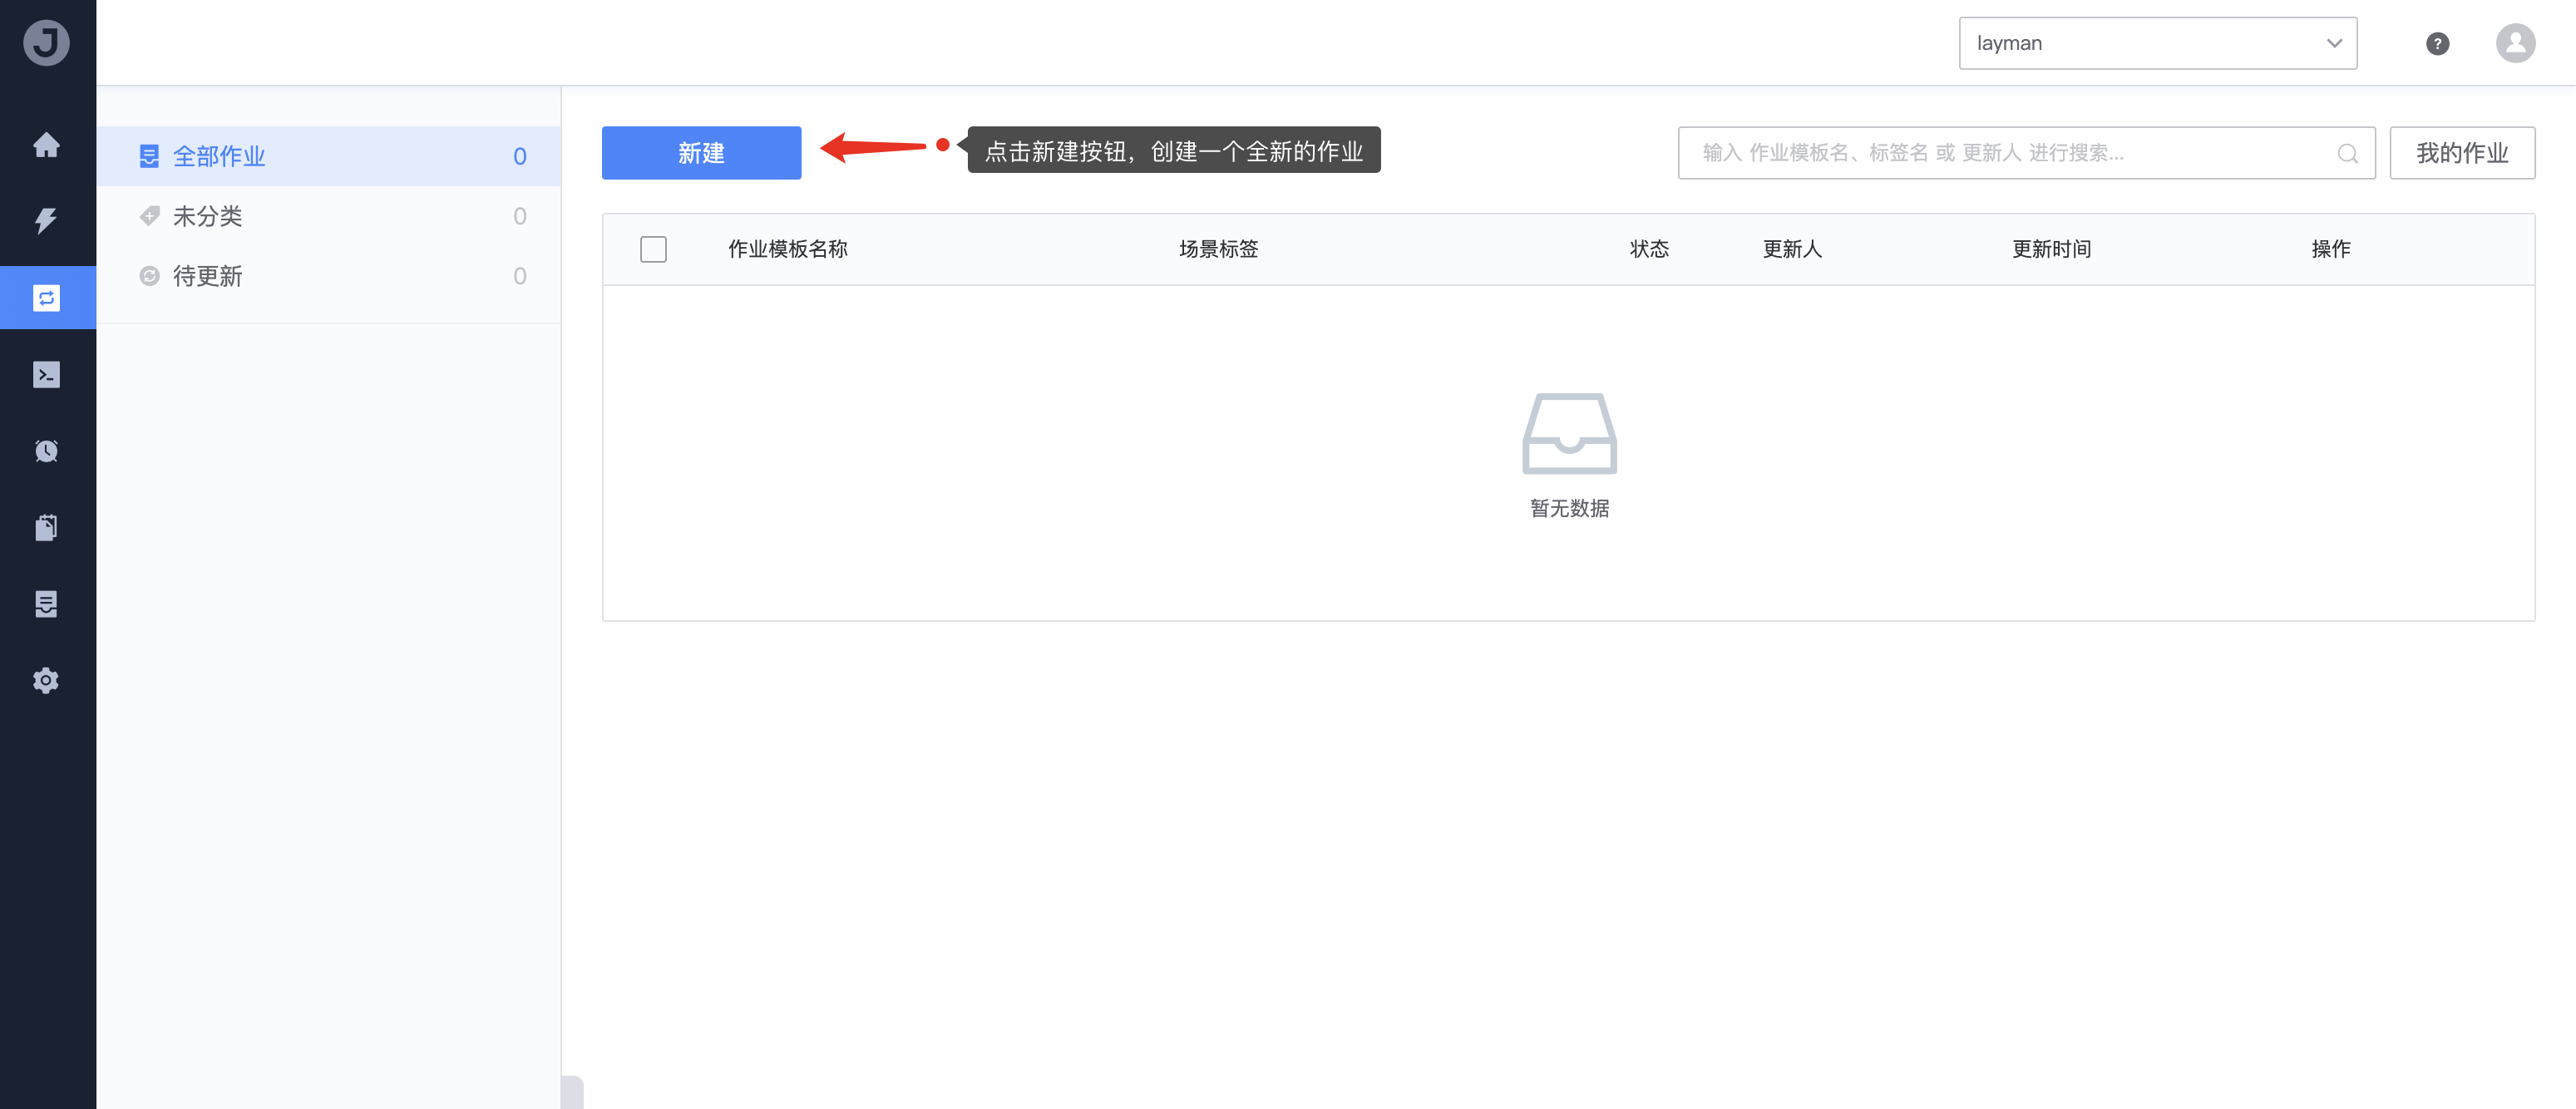 J
layman
?
全部作业 0
未分类 0
待更新 0
新建
点击新建按钮，创建一个全新的作业
输入 作业模板名、标签名 或 更新人 进行搜索...
我的作业
作业模板名称 场景标签 状态 更新人 更新时间 操作
暂无数据